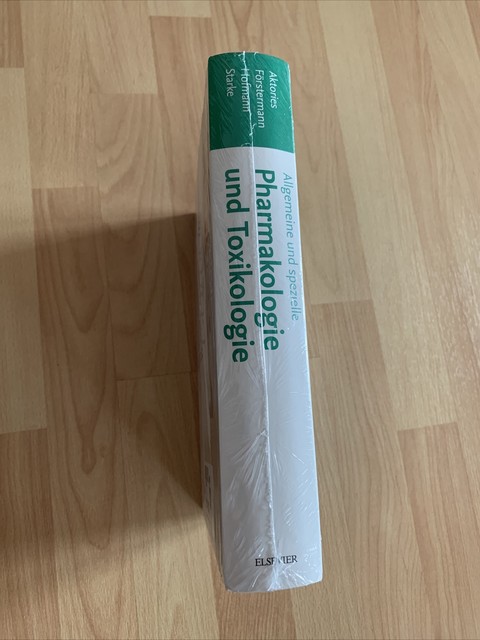 Aktories
Förstermann
Hofmann
Starke
Allgemeine und spezielle
Pharmakologie
und Toxikologie
ELSEVIER